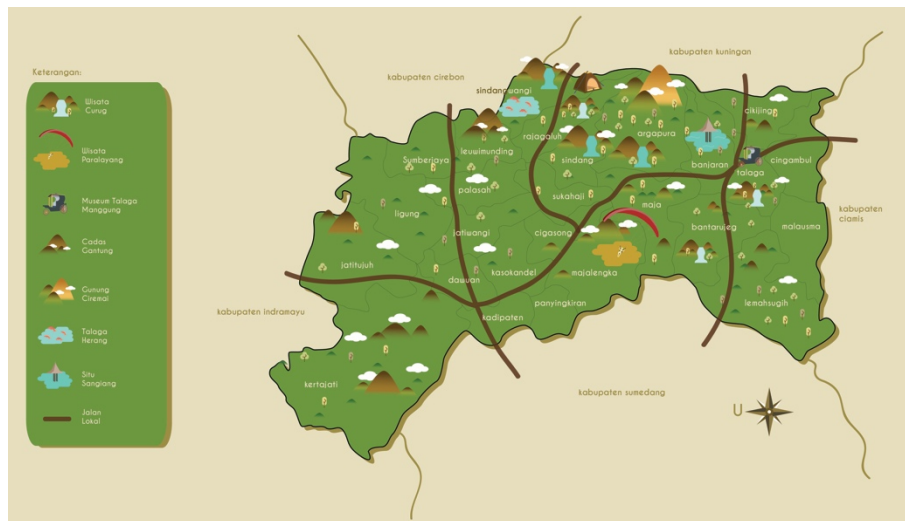 Keterangan:
Wisata
Curug
Wisata
Paralayang
Museum Talaga
Manggung
Cadas
Gantung
Gunung
Ciremai
Talaga
Herang
Situ
Sangiang
Jalan
Lokal
kabupaten cirebon
kabupaten kuningan
sindangwangi
cikijing
rajagaluh
argapura
leuwimunding
Sumberjaya
sindang
banjaran
cingambul
talaga
palasah
sukahaji
maja
ligung
kabupaten
ciamis
bantarujeg
malausma
jatiwangi
cigasong
jatitujuh
dawuan
kasokandel
majalengka
panyingkiran
lemahsugih
kabupaten indramayu
kadipaten
kertajati
kabupaten sumedang
U